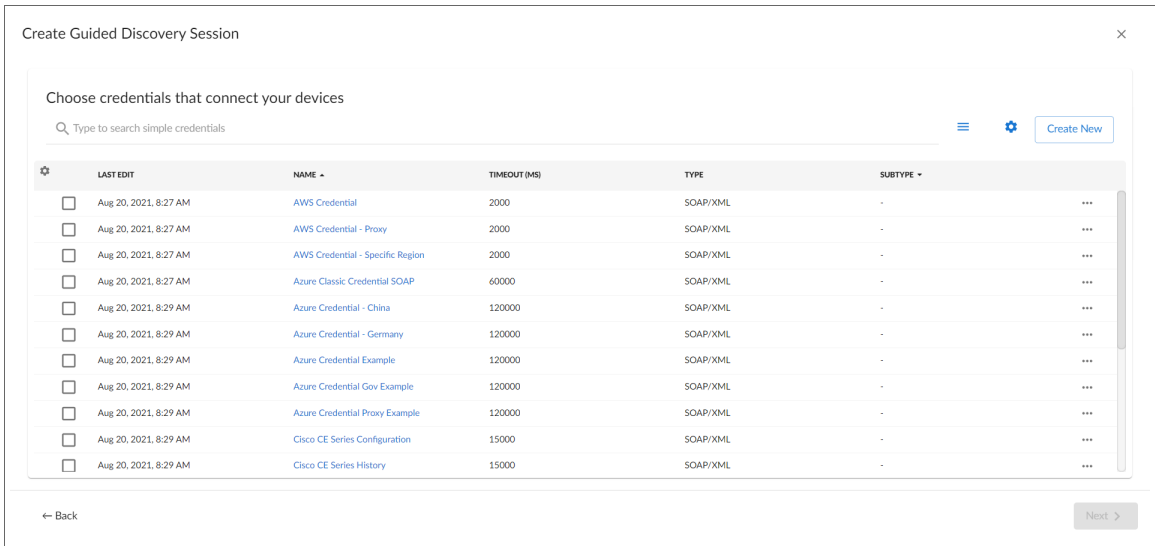 Create Guided Discovery Session
Choose credentials that connect your devices
Type to search simple credentials
Create New
LAST EDIT NAME TIMEOUT (MS) TYPE SUBTYPE
Aug 20, 2021, 8:27 AM AWS Credential 2000 SOAP/XML - ...
Aug 20, 2021, 8:27 AM AWS Credential - Proxy 2000 SOAP/XML - ...
Aug 20, 2021, 8:27 AM AWS Credential - Specific Region 2000 SOAP/XML - ...
Aug 20, 2021, 8:27 AM Azure Classic Credential SOAP 60000 SOAP/XML - ...
Aug 20, 2021, 8:29 AM Azure Credential - China 120000 SOAP/XML - ...
Aug 20, 2021, 8:29 AM Azure Credential - Germany 120000 SOAP/XML - ...
Aug 20, 2021, 8:29 AM Azure Credential Example 120000 SOAP/XML - ...
Aug 20, 2021, 8:29 AM Azure Credential Gov Example 120000 SOAP/XML - ...
Aug 20, 2021, 8:29 AM Azure Credential Proxy Example 120000 SOAP/XML - ...
Aug 20, 2021, 8:29 AM Cisco CE Series Configuration 15000 SOAP/XML - ...
Aug 20, 2021, 8:29 AM Cisco CE Series History 15000 SOAP/XML - ...
← Back Next >